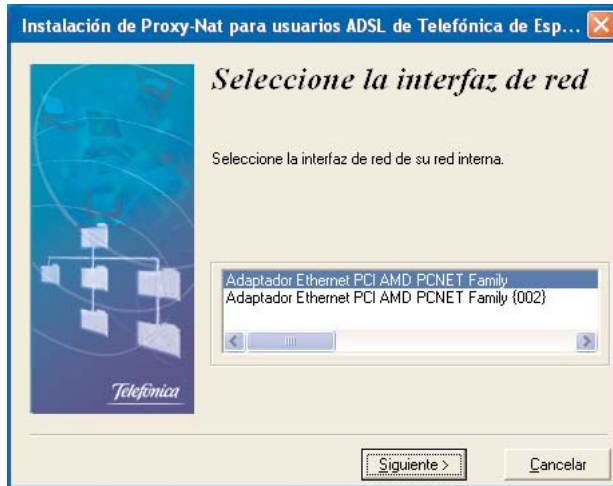 Instalación de Proxy-Nat para usuarios ADSL de Telefónica de Esp...
Seleccione la interfaz de red
Seleccione la interfaz de red de su red interna.
Adaptador Ethernet PCI AMD PCNET Family
Adaptador Ethernet PCI AMD PCNET Family {002}
Telefónica
Siguiente >
Cancelar